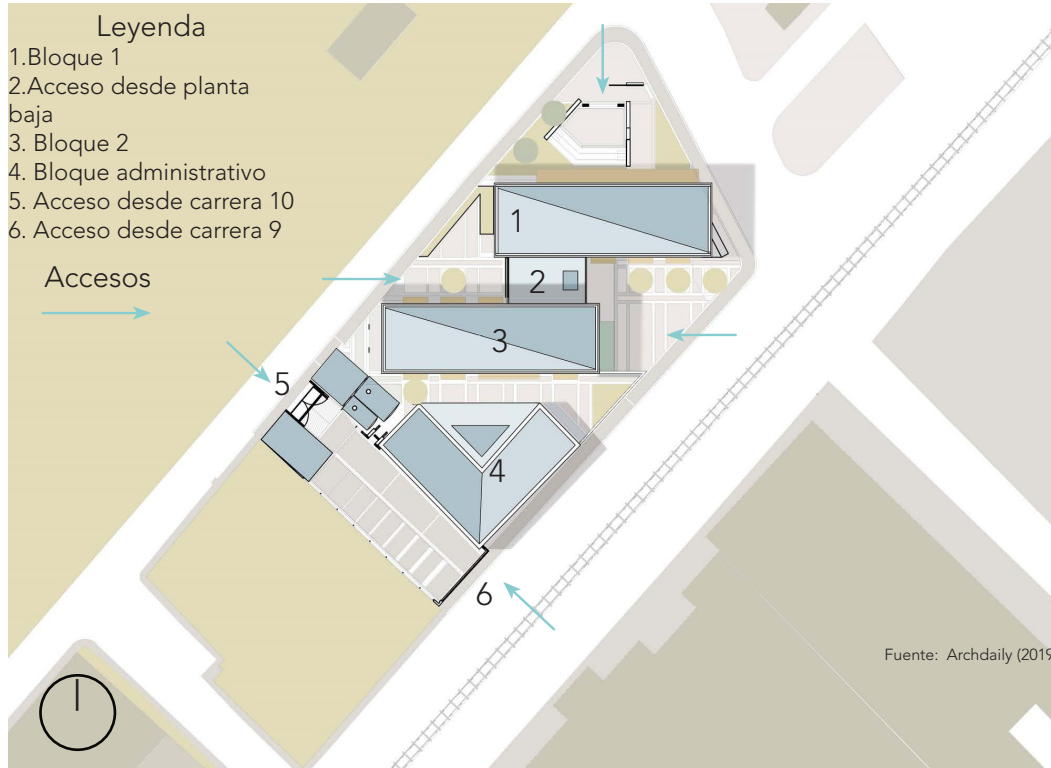 Leyenda
1.Bloque 1
2.Acceso desde planta
baja
3. Bloque 2
4. Bloque administrativo
5. Acceso desde carrera 10
6. Acceso desde carrera 9
Accesos
1
2
3
5
4
6
Fuente: Archdaily (2019